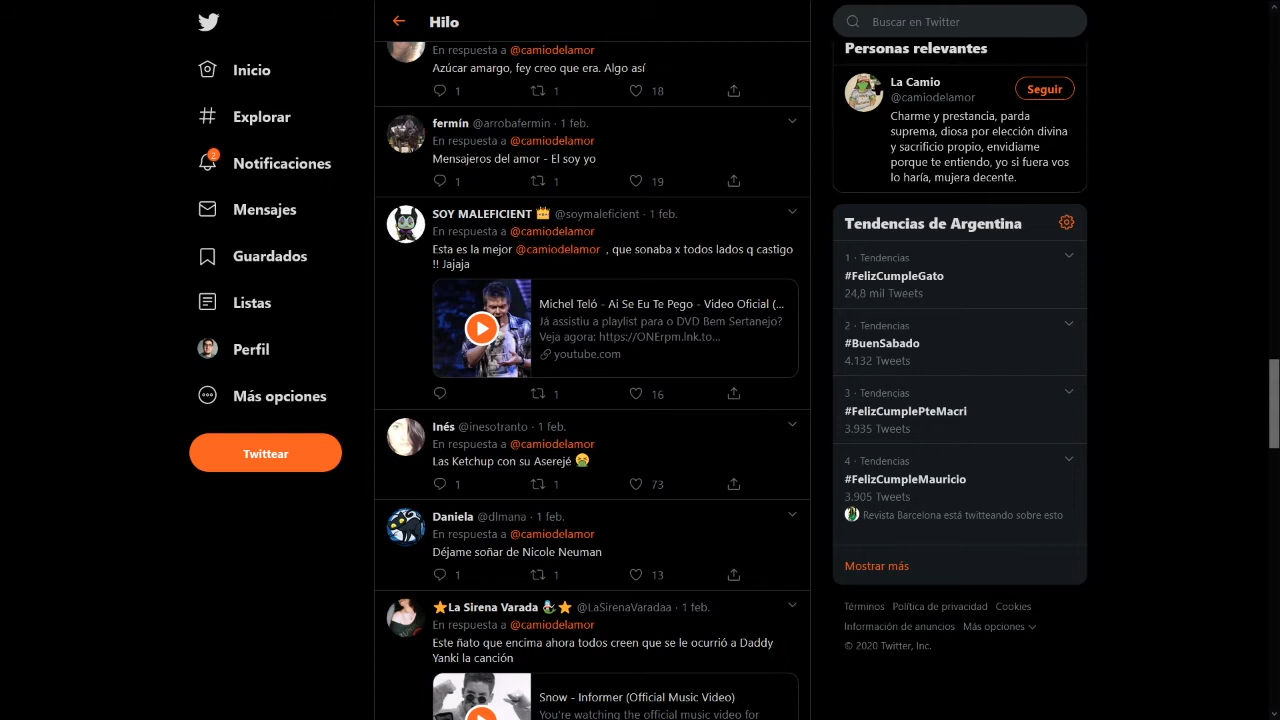 Inicio
Explorar
2
Notificaciones
Mensajes
Guardados
Listas
Perfil
Más opciones
Twittear
Hilo
En respuesta a @camiodelamor
Azúcar amargo, fey creo que era. Algo así
1 1 18
fermín @arrobafermin · 1 feb.
En respuesta a @camiodelamor
Mensajeros del amor - El soy yo
1 1 19
SOY MALEFICIENT 👑 @soymaleficient · 1 feb.
En respuesta a @camiodelamor
Esta es la mejor @camiodelamor , que sonaba x todos lados q castigo
!! Jajaja
Michel Teló - Ai Se Eu Te Pego - Video Oficial (...
Já assistiu a playlist para o DVD Bem Sertanejo?
Veja agora: https://ONErpm.lnk.to...
youtube.com
1 16
Inés @inesotranto · 1 feb.
En respuesta a @camiodelamor
Las Ketchup con su Aserejé 🤮
1 1 73
Daniela @dlmana · 1 feb.
En respuesta a @camiodelamor
Déjame soñar de Nicole Neuman
1 1 13
⭐La Sirena Varada 🧜‍♀️⭐ @LaSirenaVaradaa · 1 feb.
En respuesta a @camiodelamor
Este ñato que encima ahora todos creen que se le ocurrió a Daddy
Yanki la canción
Snow - Informer (Official Music Video)
You're watching the official music video for
Buscar en Twitter
Personas relevantes
La Camio
@camiodelamor
Seguir
Charme y prestancia, parda
suprema, diosa por elección divina
y sacrificio propio, envidiame
porque te entiendo, yo si fuera vos
lo haría, mujera decente.
Tendencias de Argentina
1 · Tendencias
#FelizCumpleGato
24,8 mil Tweets
2 · Tendencias
#BuenSabado
4.132 Tweets
3 · Tendencias
#FelizCumplePteMacri
3.935 Tweets
4 · Tendencias
#FelizCumpleMauricio
3.905 Tweets
Revista Barcelona está twitteando sobre esto
Mostrar más
Términos Política de privacidad Cookies
Información de anuncios Más opciones
© 2020 Twitter, Inc.